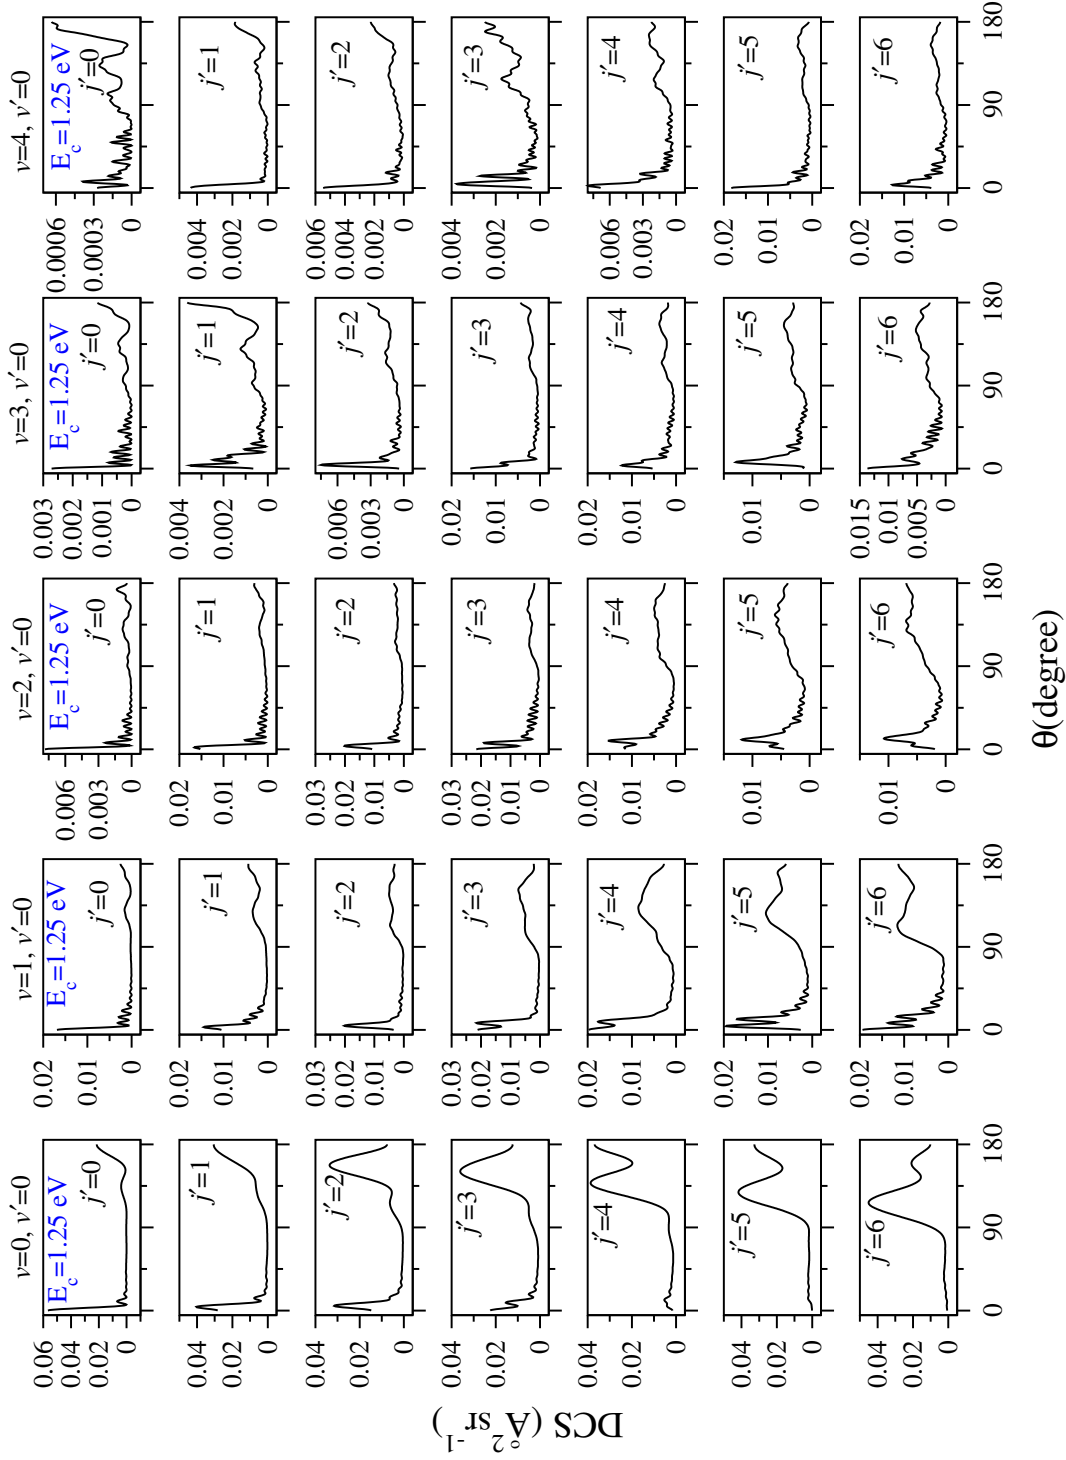 v=0, v'=0
v=1, v'=0
v=2, v'=0
v=3, v'=0
v=4, v'=0
DCS (Å²sr⁻¹)
0.06
0.04
0.02
0
E_c=1.25 eV
j'=0
0.02
0.01
0
E_c=1.25 eV
j'=0
0.006
0.003
0
E_c=1.25 eV
j'=0
0.003
0.002
0.001
0
E_c=1.25 eV
j'=0
0.0006
0.0003
0
E_c=1.25 eV
j'=0
0.04
0.02
0
j'=1
0.02
0.01
0
j'=1
0.02
0.01
0
j'=1
0.004
0.002
0
j'=1
0.004
0.002
0
j'=1
0.04
0.02
0
j'=2
0.03
0.02
0.01
0
j'=2
0.03
0.02
0.01
0
j'=2
0.006
0.003
0
j'=2
0.006
0.004
0.002
0
j'=2
0.04
0.02
0
j'=3
0.03
0.02
0.01
0
j'=3
0.03
0.02
0.01
0
j'=3
0.02
0.01
0
j'=3
0.004
0.002
0
j'=3
0.04
0.02
0
j'=4
0.02
0.01
0
j'=4
0.02
0.01
0
j'=4
0.02
0.01
0
j'=4
0.006
0.003
0
j'=4
0.04
0.02
0
j'=5
0.02
0.01
0
j'=5
0.01
0
j'=5
0.01
0
j'=5
0.02
0.01
0
j'=5
0.04
0.02
0
j'=6
0.02
0.01
0
j'=6
0.01
0
j'=6
0.015
0.01
0.005
0
j'=6
0.02
0.01
0
j'=6
0 90 180
0 90 180
0 90 180
0 90 180
0 90 180
θ(degree)